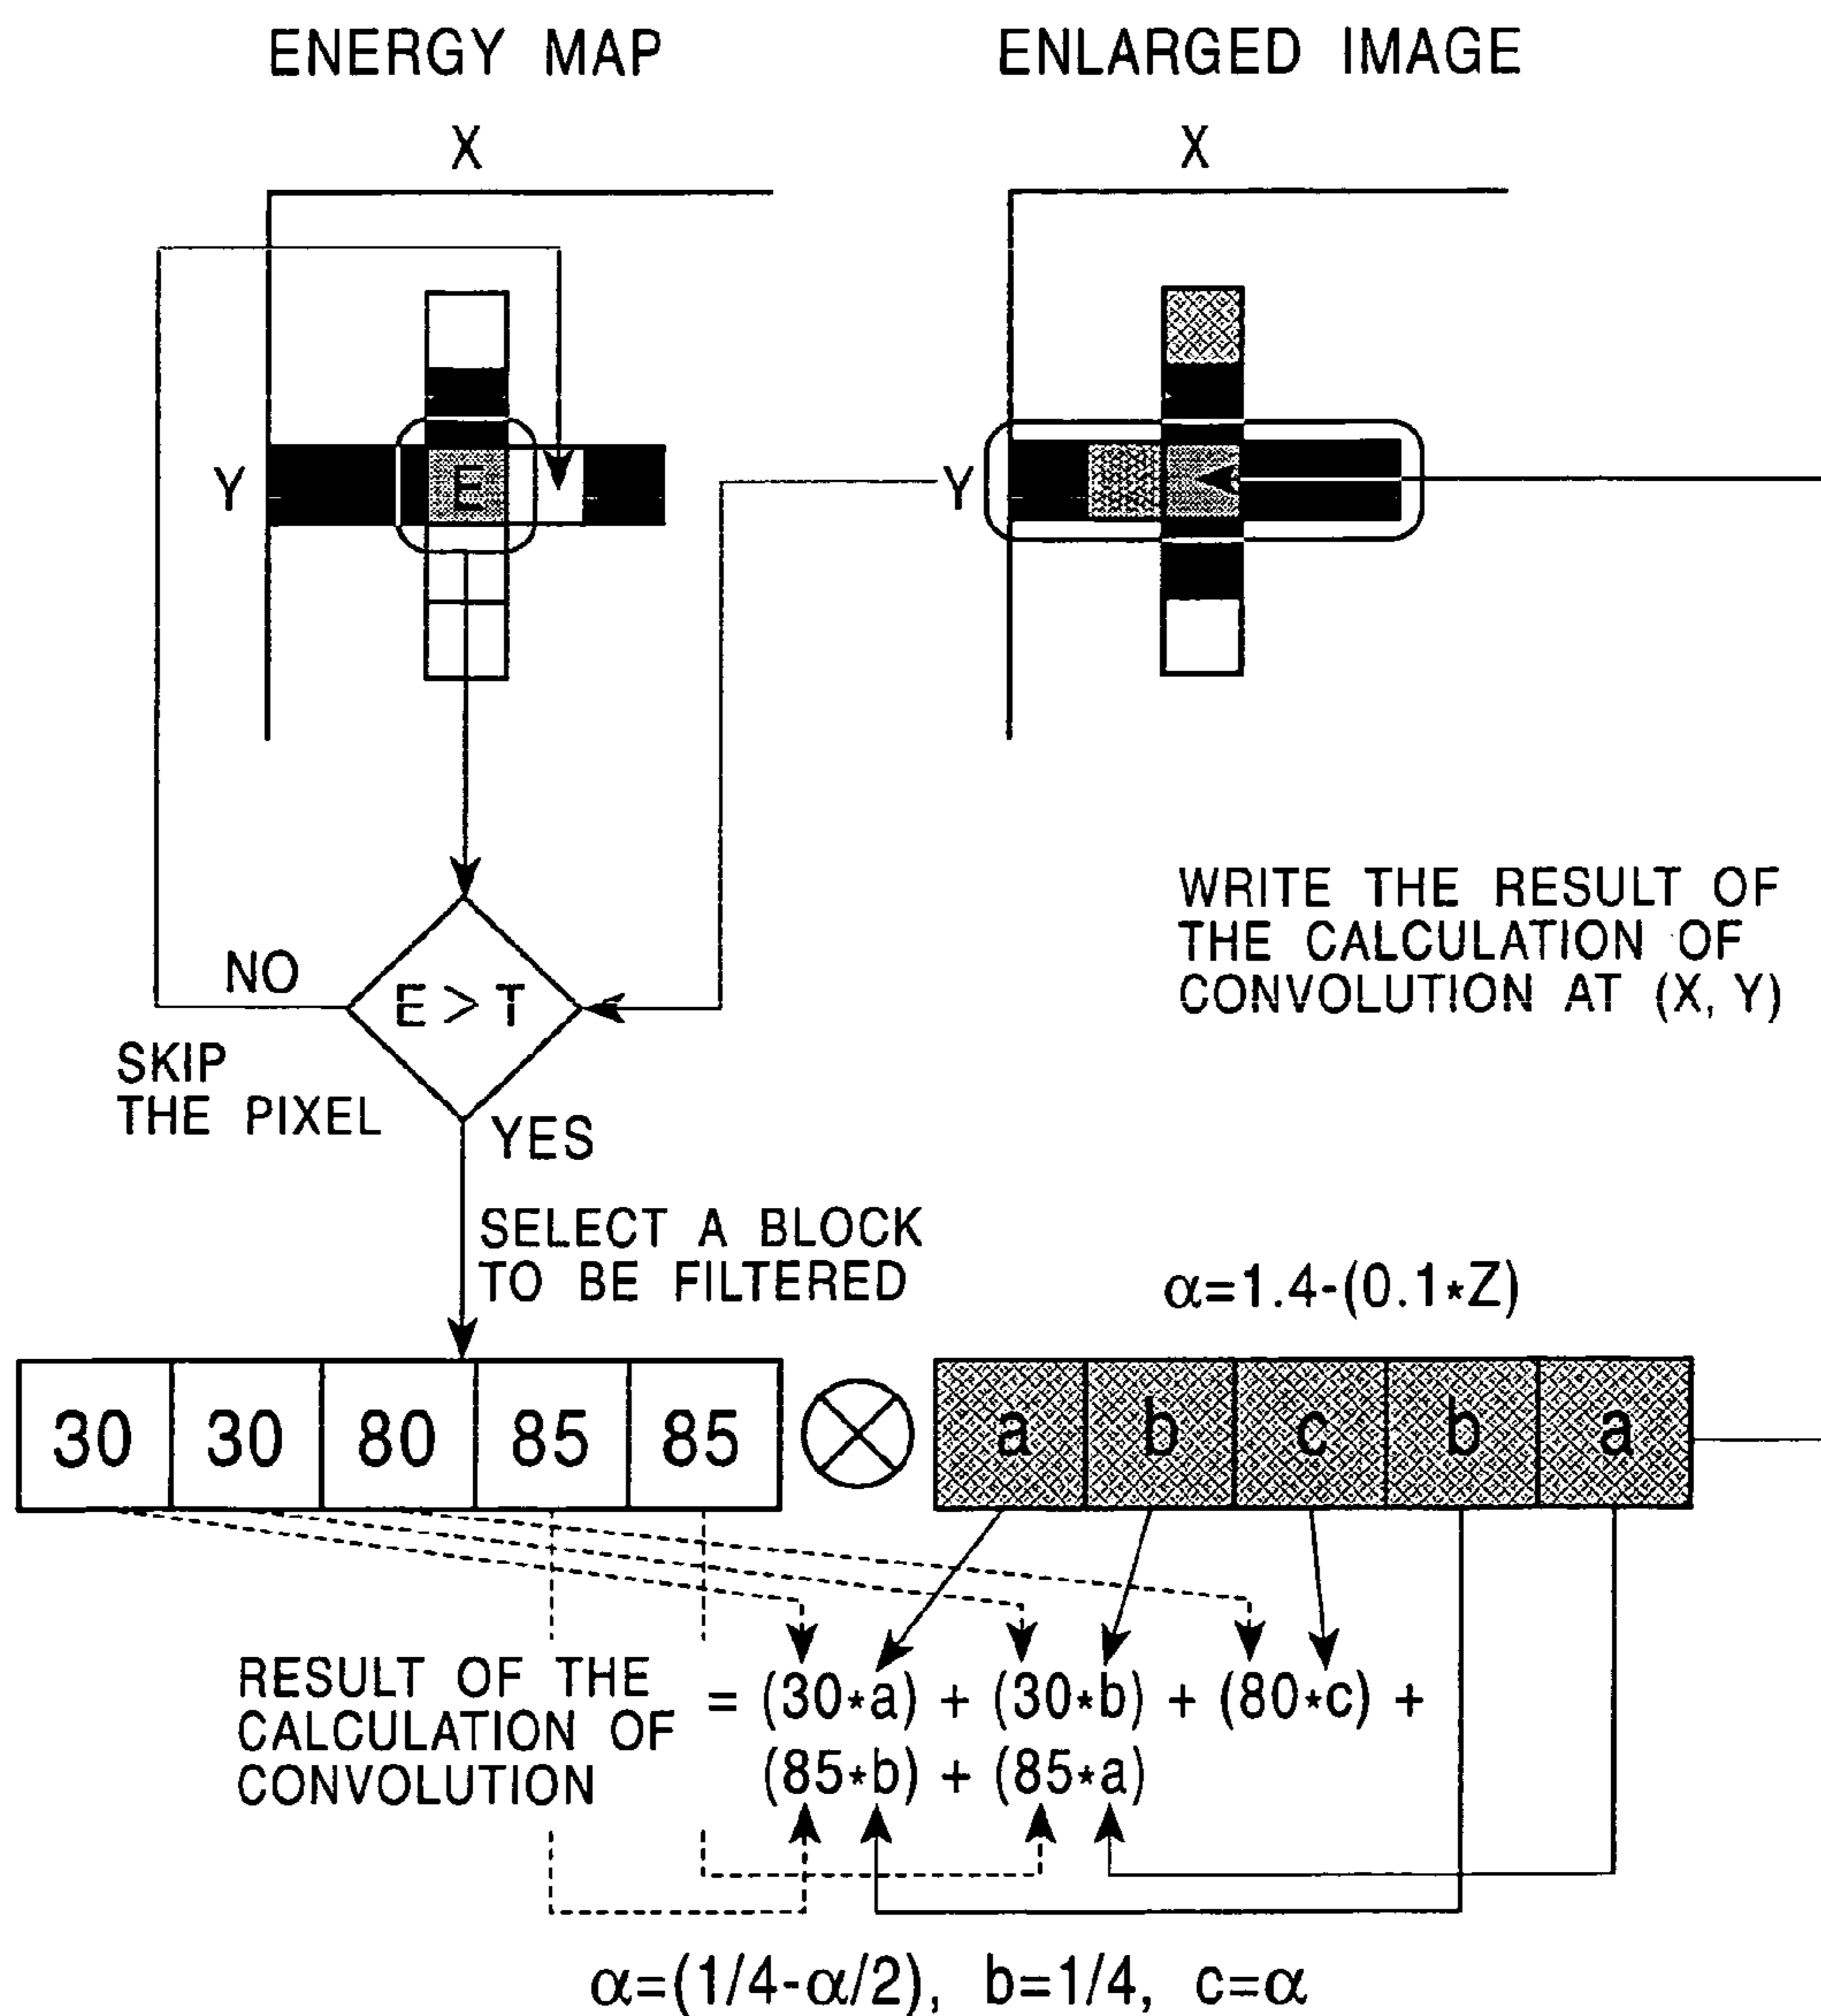 ENERGY MAP
ENLARGED IMAGE
X
X
Y
E
Y
WRITE THE RESULT OF
THE CALCULATION OF
CONVOLUTION AT (X, Y)
NO
E > T
SKIP
THE PIXEL
YES
SELECT A BLOCK
TO BE FILTERED
α=1.4-(0.1*Z)
30 30 80 85 85
a b c b a
RESULT OF THE
CALCULATION OF
CONVOLUTION
= (30*a) + (30*b) + (80*c) +
(85*b) + (85*a)
α=(1/4-α/2), b=1/4, c=α